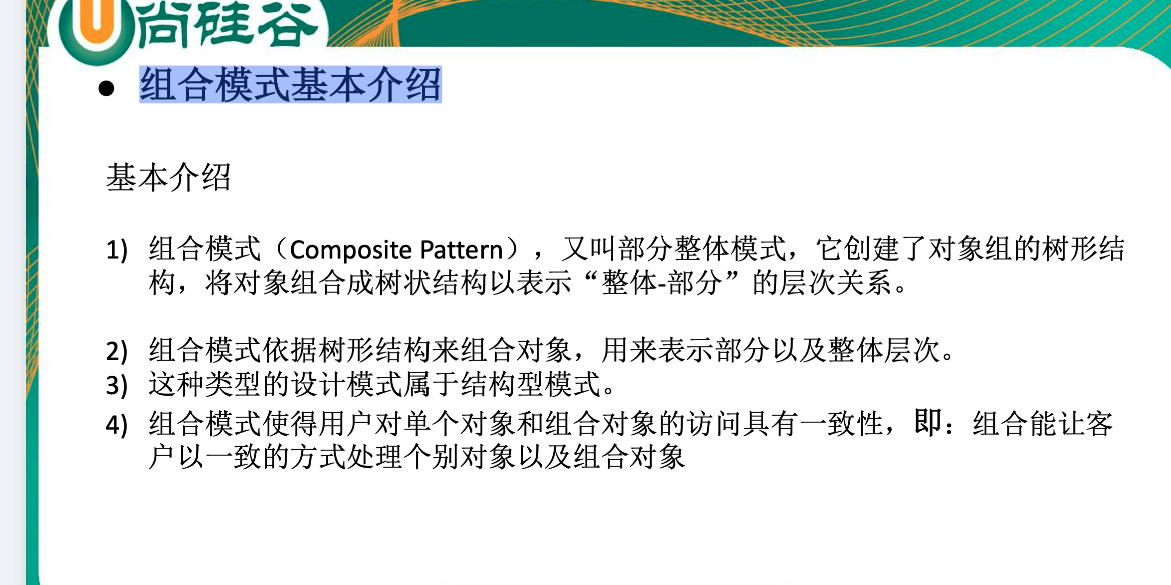 尚硅谷
● 组合模式基本介绍
基本介绍
1) 组合模式（Composite Pattern），又叫部分整体模式，它创建了对象组的树形结
构，将对象组合成树状结构以表示“整体-部分”的层次关系。
2) 组合模式依据树形结构来组合对象，用来表示部分以及整体层次。
3) 这种类型的设计模式属于结构型模式。
4) 组合模式使得用户对单个对象和组合对象的访问具有一致性，即：组合能让客
户以一致的方式处理个别对象以及组合对象